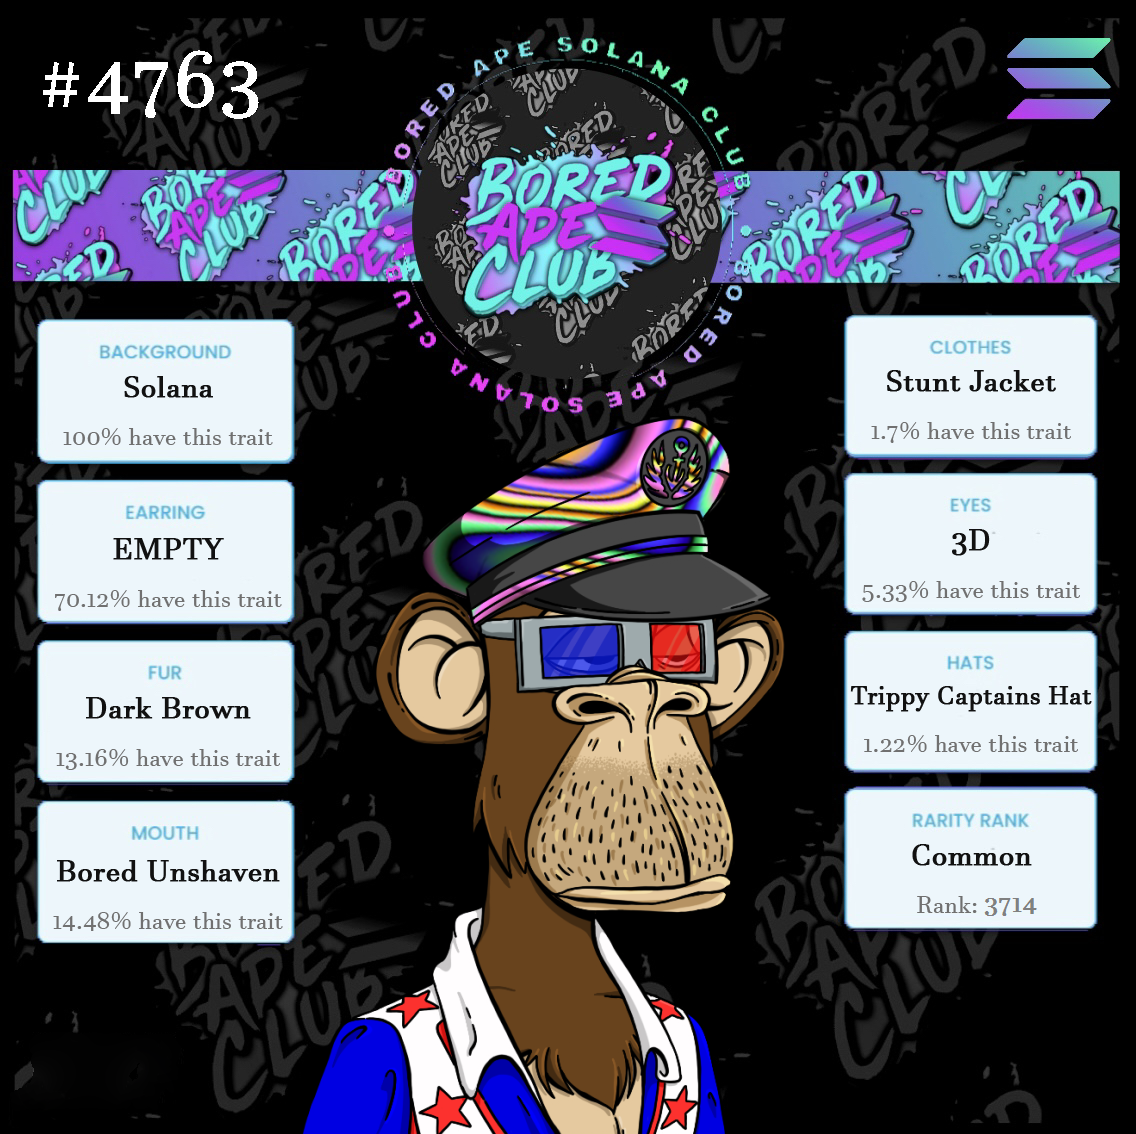 #4763
BORED APE SOLANA CLUB
BORED
APE
CLUB
BORED APE SOLANA CLUB
BACKGROUND
Solana
100% have this trait
EARRING
EMPTY
70.12% have this trait
FUR
Dark Brown
13.16% have this trait
MOUTH
Bored Unshaven
14.48% have this trait
CLOTHES
Stunt Jacket
1.7% have this trait
EYES
3D
5.33% have this trait
HATS
Trippy Captains Hat
1.22% have this trait
RARITY RANK
Common
Rank: 3714